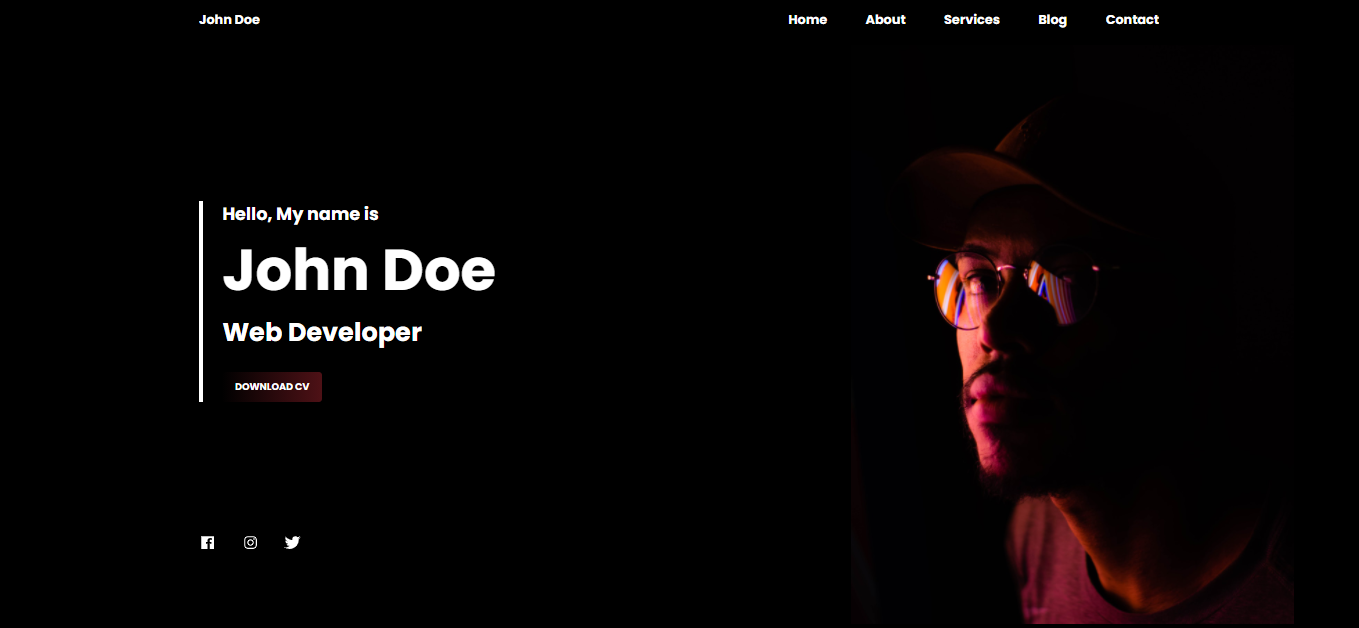 John Doe
Home About Services Blog Contact
Hello, My name is
John Doe
Web Developer
DOWNLOAD CV